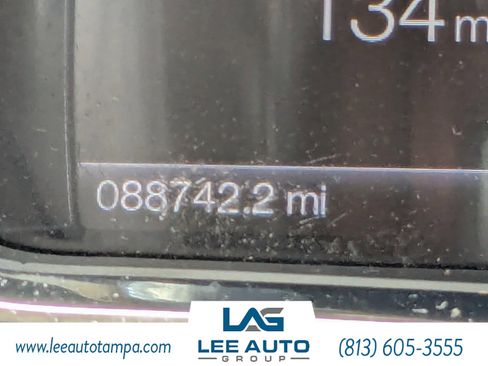 134 m
088742.2 mi
LAG
www.leeautotampa.com
LEE AUTO
GROUP
(813) 605-3555